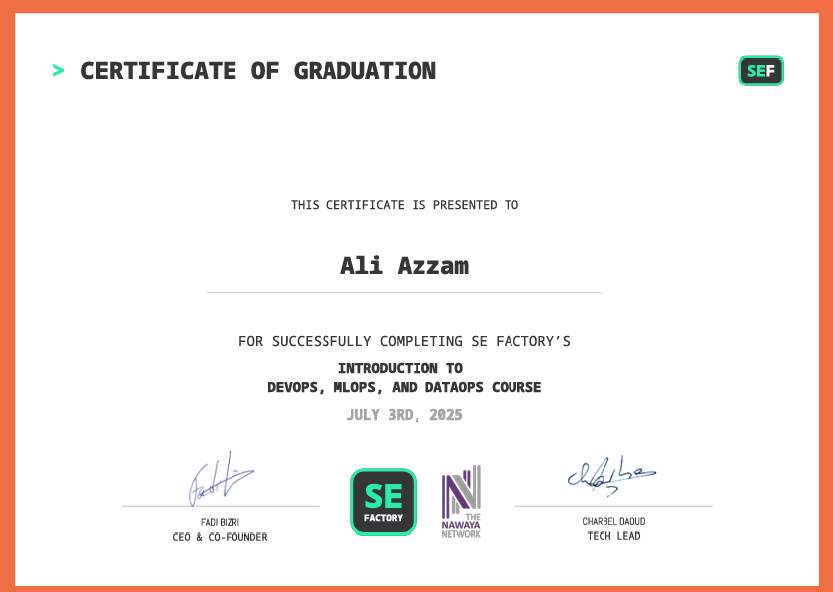 > CERTIFICATE OF GRADUATION
SEF
THIS CERTIFICATE IS PRESENTED TO
Ali Azzam
FOR SUCCESSFULLY COMPLETING SE FACTORY'S
INTRODUCTION TO
DEVOPS, MLOPS, AND DATAOPS COURSE
JULY 3RD, 2025
FADI BIZRI
CEO & CO-FOUNDER
SE
FACTORY
N
THE
NAWAYA
NETWORK
CHARBEL DAOUD
TECH LEAD